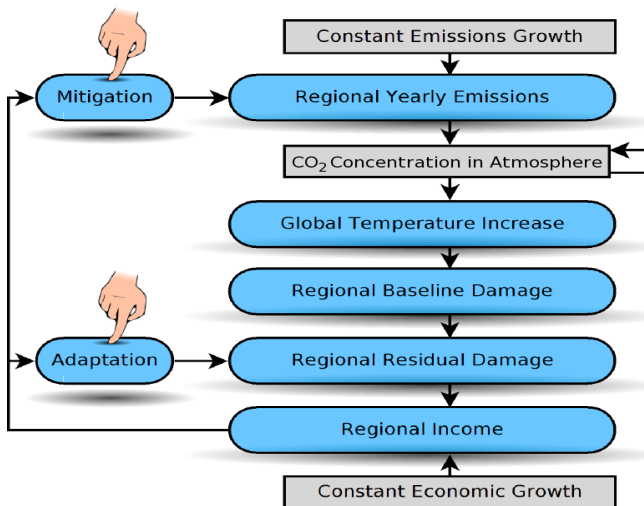 Constant Emissions Growth
Mitigation
Regional Yearly Emissions
CO₂ Concentration in Atmosphere
Global Temperature Increase
Regional Baseline Damage
Adaptation
Regional Residual Damage
Regional Income
Constant Economic Growth